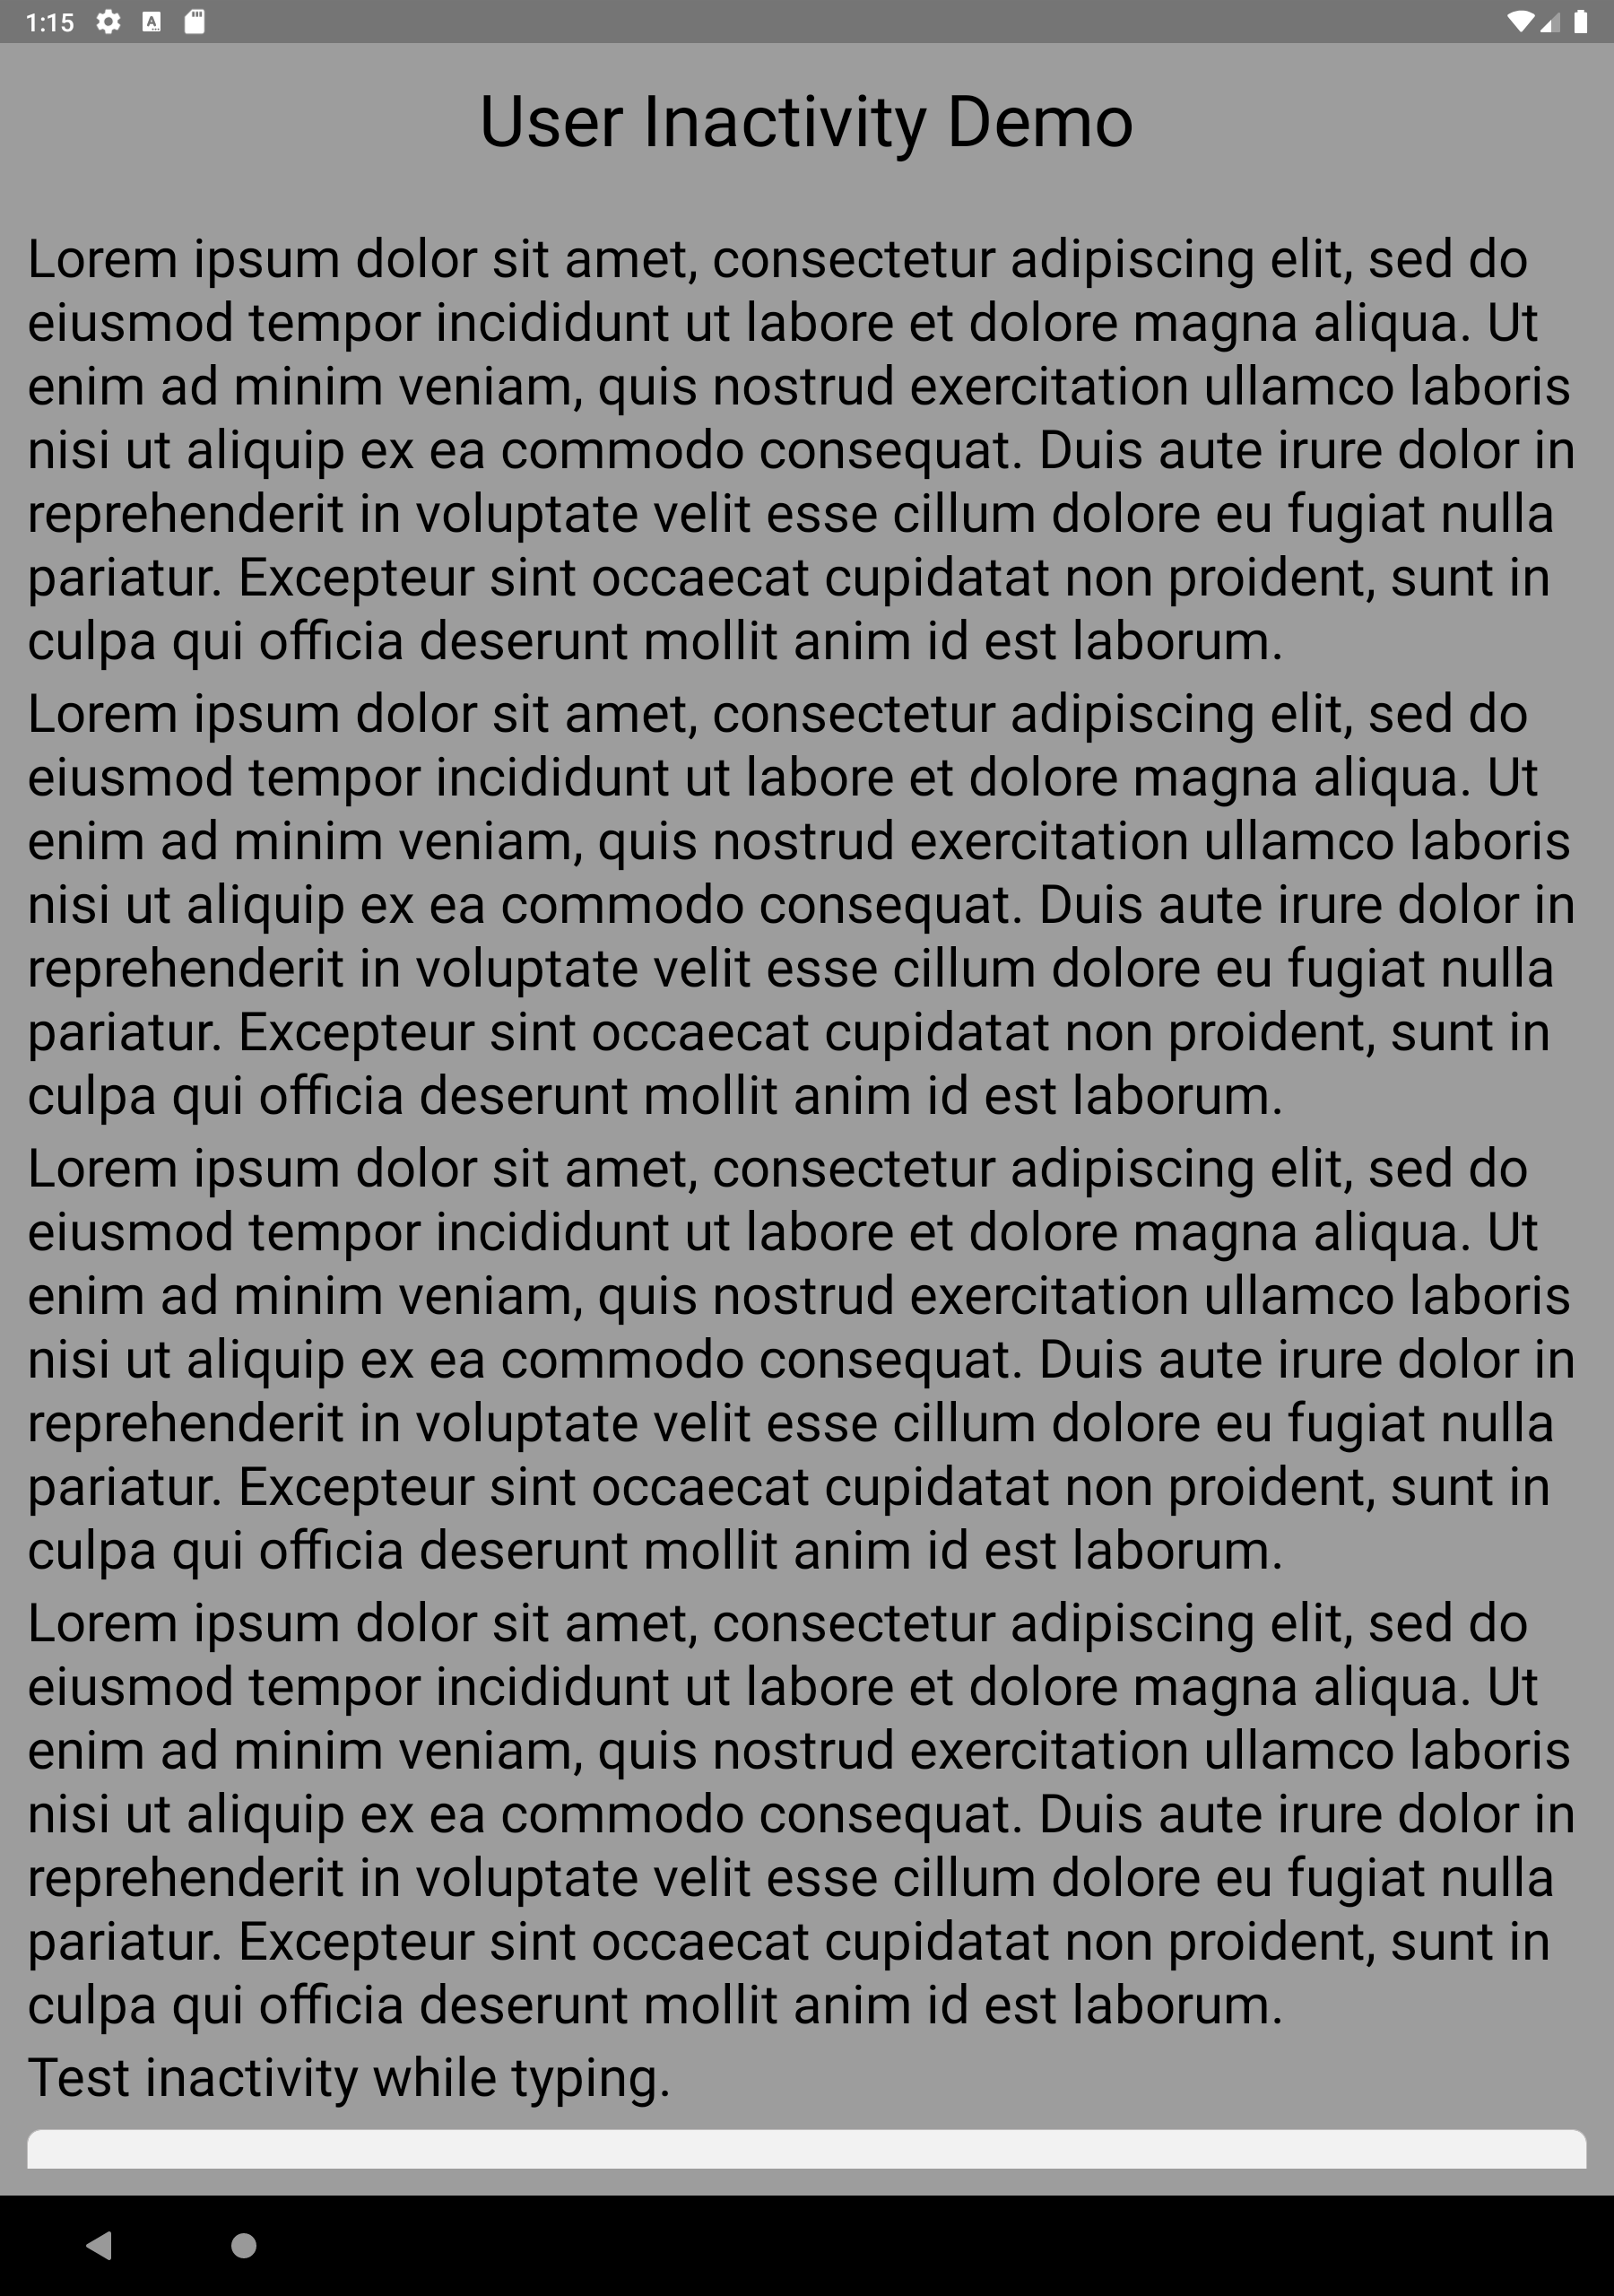 1:15
User Inactivity Demo
Lorem ipsum dolor sit amet, consectetur adipiscing elit, sed do
eiusmod tempor incididunt ut labore et dolore magna aliqua. Ut
enim ad minim veniam, quis nostrud exercitation ullamco laboris
nisi ut aliquip ex ea commodo consequat. Duis aute irure dolor in
reprehenderit in voluptate velit esse cillum dolore eu fugiat nulla
pariatur. Excepteur sint occaecat cupidatat non proident, sunt in
culpa qui officia deserunt mollit anim id est laborum.
Lorem ipsum dolor sit amet, consectetur adipiscing elit, sed do
eiusmod tempor incididunt ut labore et dolore magna aliqua. Ut
enim ad minim veniam, quis nostrud exercitation ullamco laboris
nisi ut aliquip ex ea commodo consequat. Duis aute irure dolor in
reprehenderit in voluptate velit esse cillum dolore eu fugiat nulla
pariatur. Excepteur sint occaecat cupidatat non proident, sunt in
culpa qui officia deserunt mollit anim id est laborum.
Lorem ipsum dolor sit amet, consectetur adipiscing elit, sed do
eiusmod tempor incididunt ut labore et dolore magna aliqua. Ut
enim ad minim veniam, quis nostrud exercitation ullamco laboris
nisi ut aliquip ex ea commodo consequat. Duis aute irure dolor in
reprehenderit in voluptate velit esse cillum dolore eu fugiat nulla
pariatur. Excepteur sint occaecat cupidatat non proident, sunt in
culpa qui officia deserunt mollit anim id est laborum.
Lorem ipsum dolor sit amet, consectetur adipiscing elit, sed do
eiusmod tempor incididunt ut labore et dolore magna aliqua. Ut
enim ad minim veniam, quis nostrud exercitation ullamco laboris
nisi ut aliquip ex ea commodo consequat. Duis aute irure dolor in
reprehenderit in voluptate velit esse cillum dolore eu fugiat nulla
pariatur. Excepteur sint occaecat cupidatat non proident, sunt in
culpa qui officia deserunt mollit anim id est laborum.
Test inactivity while typing.